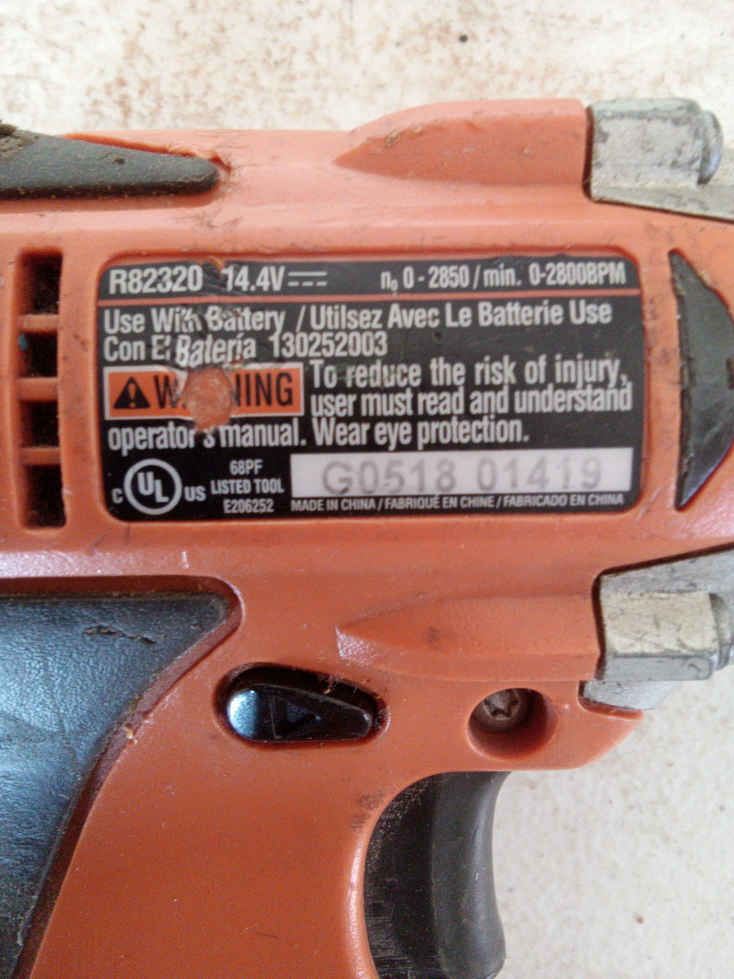 R82320 14.4V n₀ 0 - 2850 / min. 0-2800BPM
Use With Battery / Utilsez Avec Le Batterie Use
Con El Bateria 130252003
WARNING To reduce the risk of injury,
user must read and understand
operator's manual. Wear eye protection.
C UL US
68PF
LISTED TOOL
E206252
G0518 01419
MADE IN CHINA / FABRIQUÉ EN CHINE / FABRICADO EN CHINA